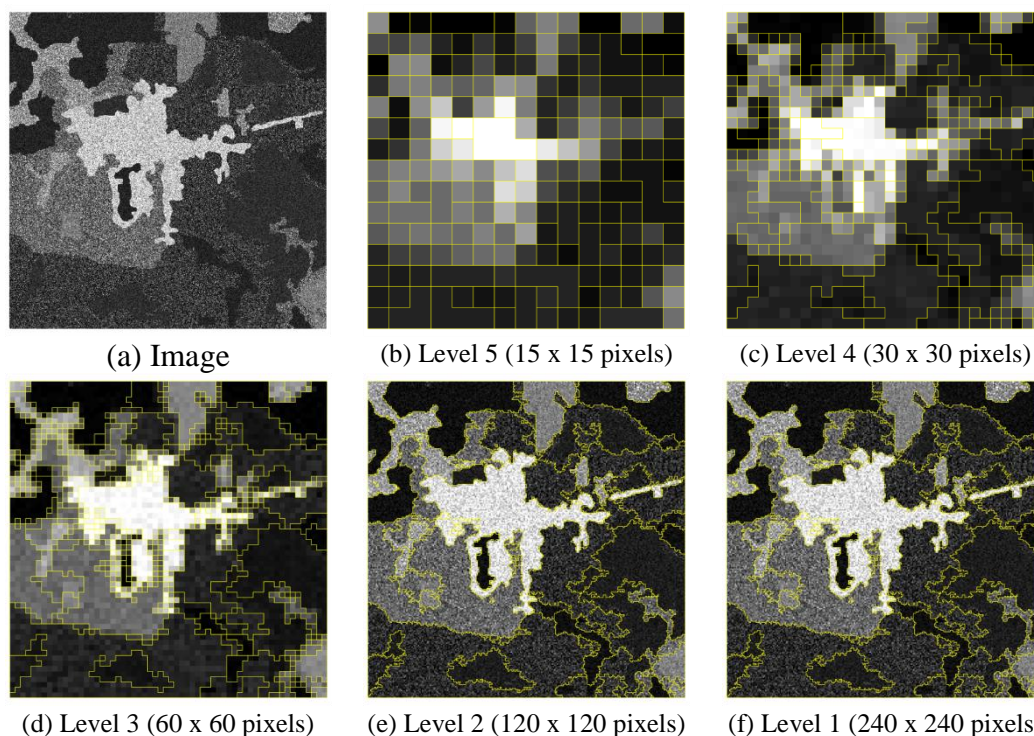 (a) Image
(b) Level 5 (15 x 15 pixels)
(c) Level 4 (30 x 30 pixels)
(d) Level 3 (60 x 60 pixels)
(e) Level 2 (120 x 120 pixels)
(f) Level 1 (240 x 240 pixels